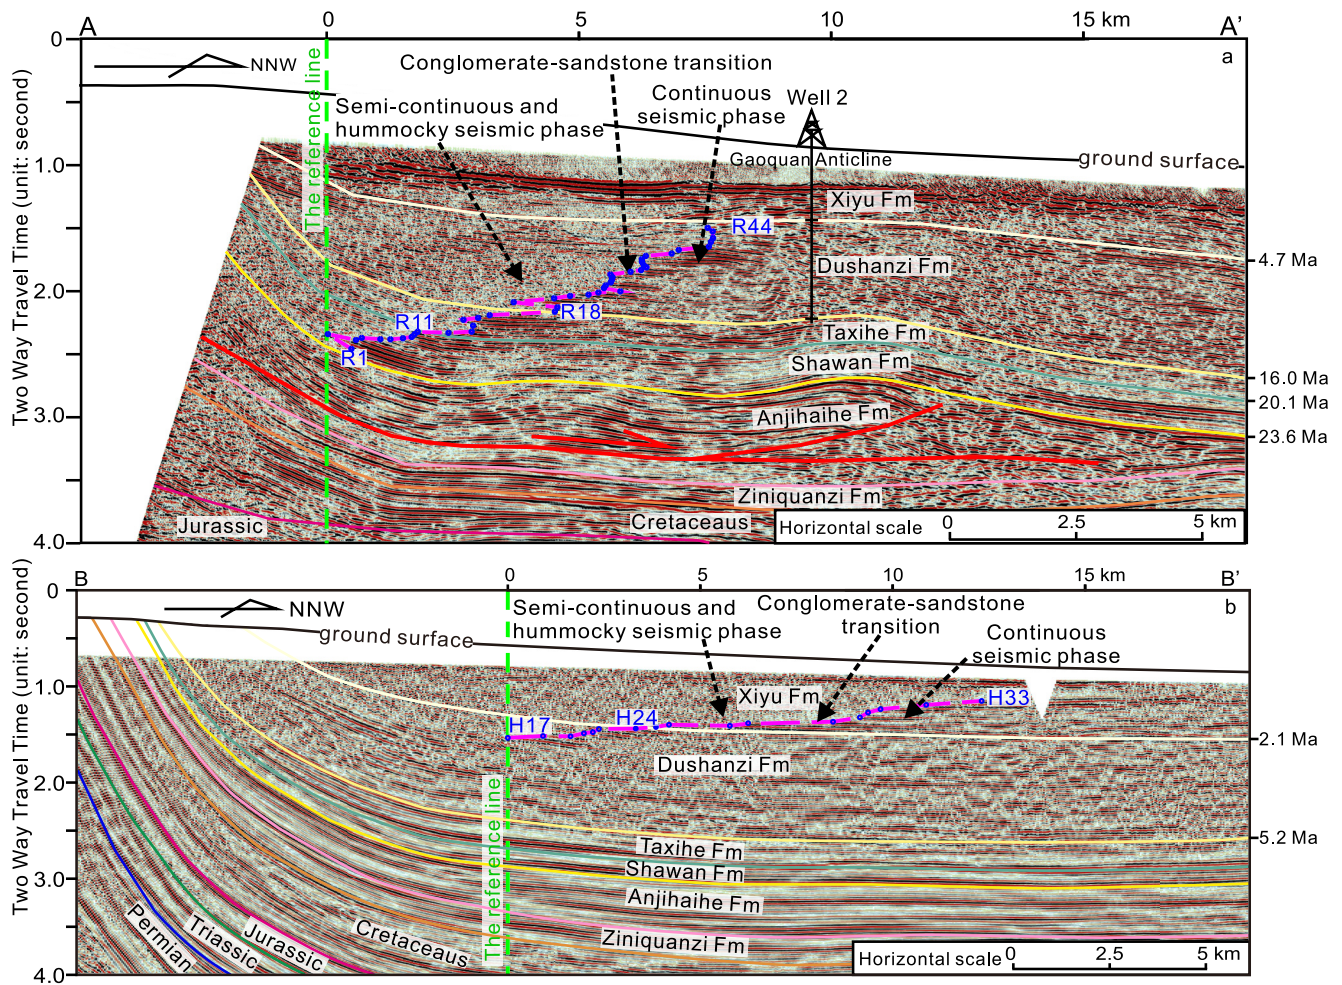 0 5 10 15 km
A A'
a
0
1.0
2.0
3.0
4.0
Two Way Travel Time (unit: second)
NNW
The reference line
Conglomerate-sandstone transition
Semi-continuous and
hummocky seismic phase
Continuous
seismic phase
Well 2
Gaoquan Anticline
ground surface
Xiyu Fm
R44
Dushanzi Fm
4.7 Ma
R18
R11
R1
Taxihe Fm
Shawan Fm
16.0 Ma
20.1 Ma
Anjihaihe Fm
23.6 Ma
Ziniquanzi Fm
Jurassic
Cretaceus
Horizontal scale 0 2.5 5 km
B B'
0 5 10 15 km
b
0
1.0
2.0
3.0
4.0
Two Way Travel Time (unit: second)
NNW
ground surface
Semi-continuous and
hummocky seismic phase
Conglomerate-sandstone
transition
Continuous
seismic phase
Xiyu Fm
H33
H24
H17
2.1 Ma
Dushanzi Fm
The reference line
5.2 Ma
Taxihe Fm
Shawan Fm
Anjihaihe Fm
Ziniquanzi Fm
Permian
Triassic
Jurassic
Cretaceus
Horizontal scale 0 2.5 5 km